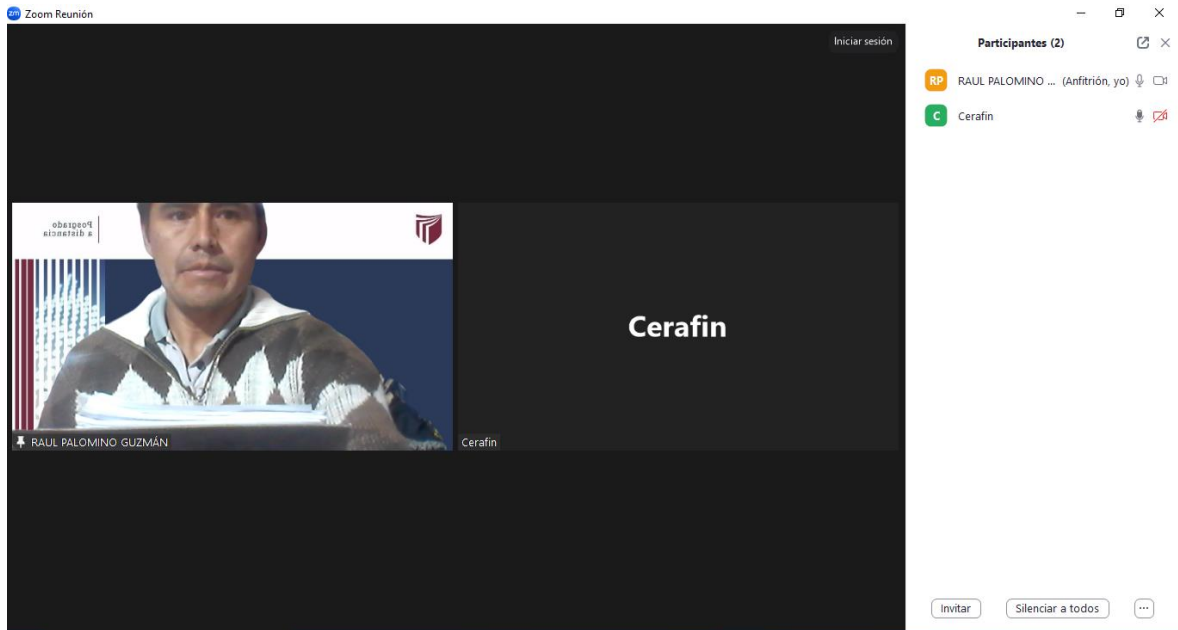 zm Zoom Reunión
Iniciar sesión
Participantes (2)
RP RAUL PALOMINO ... (Anfitrión, yo)
C Cerafin
Posgrado
a distancia
Cerafin
RAUL PALOMINO GUZMÁN
Cerafin
Invitar
Silenciar a todos
...